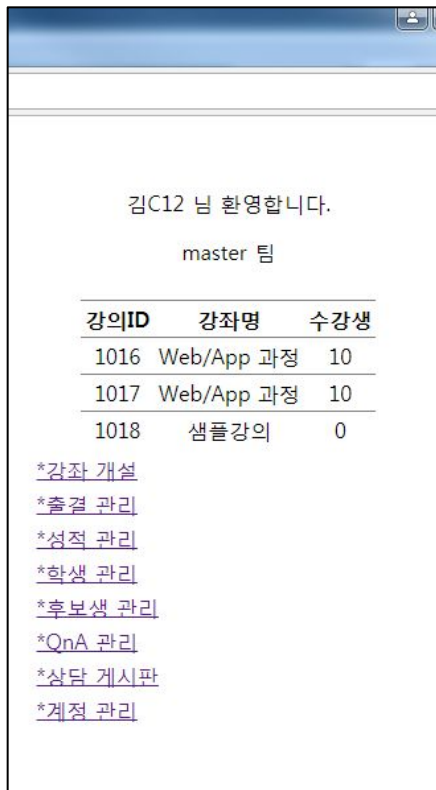 김C12 님 환영합니다.
master 팀
강의ID 강좌명 수강생
1016 Web/App 과정 10
1017 Web/App 과정 10
1018 샘플강의 0
*강좌 개설
*출결 관리
*성적 관리
*학생 관리
*후보생 관리
*QnA 관리
*상담 게시판
*계정 관리